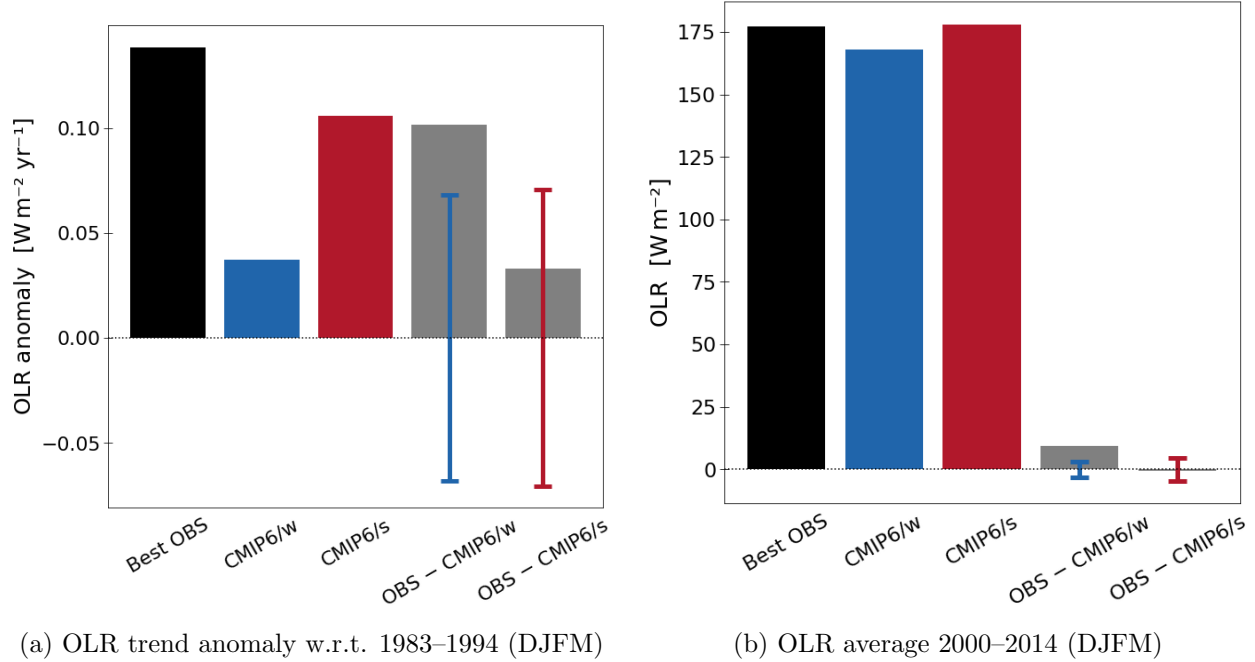 OLR anomaly [W m⁻² yr⁻¹]
0.10
0.05
0.00
−0.05
Best OBS
CMIP6/w
CMIP6/s
OBS − CMIP6/w
OBS − CMIP6/s
(a) OLR trend anomaly w.r.t. 1983–1994 (DJFM)
OLR [W m⁻²]
175
150
125
100
75
50
25
0
Best OBS
CMIP6/w
CMIP6/s
OBS − CMIP6/w
OBS − CMIP6/s
(b) OLR average 2000–2014 (DJFM)